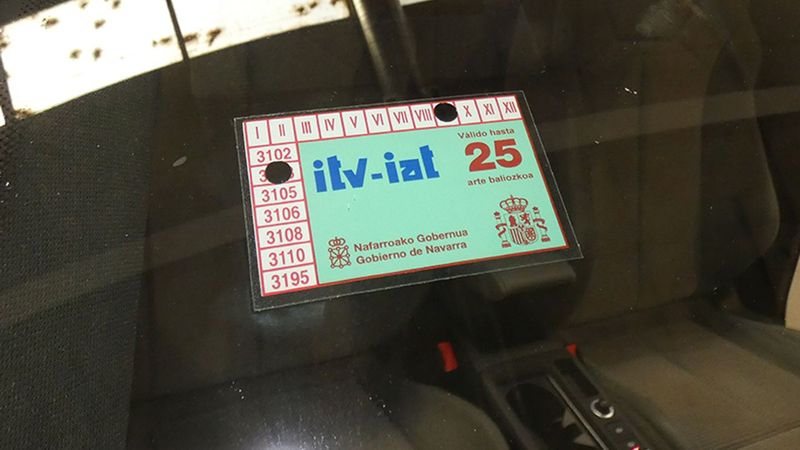 I II III IV V VI VII VIII X XI XII
3102
3105
3106
3108
3110
3195
itv-iat
Válido hasta
25
arte baliozkoa
Nafarroako Gobernua
Gobierno de Navarra